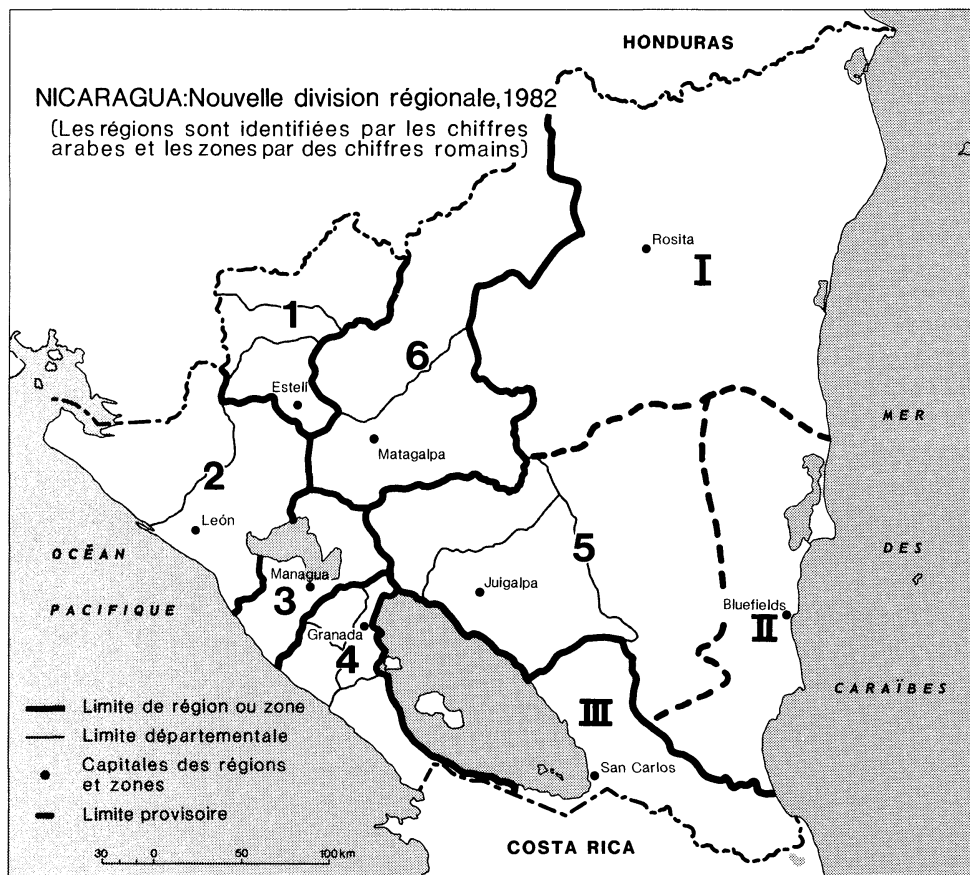 HONDURAS
NICARAGUA:Nouvelle division régionale,1982
(Les régions sont identifiées par les chiffres
arabes et les zones par des chiffres romains)
Rosita
I
1
6
Estelí
MER
Matagalpa
2
León
OCËAN
5
DES
Managua
Juigalpa
3
PACIFIQUE
Bluefields
II
Granada
4
CARAÏBES
Limite de région ou zone
III
Limite départementale
Capitales des régions
et zones
San Carlos
Limite provisoire
COSTA RICA
30 0 50 100 km